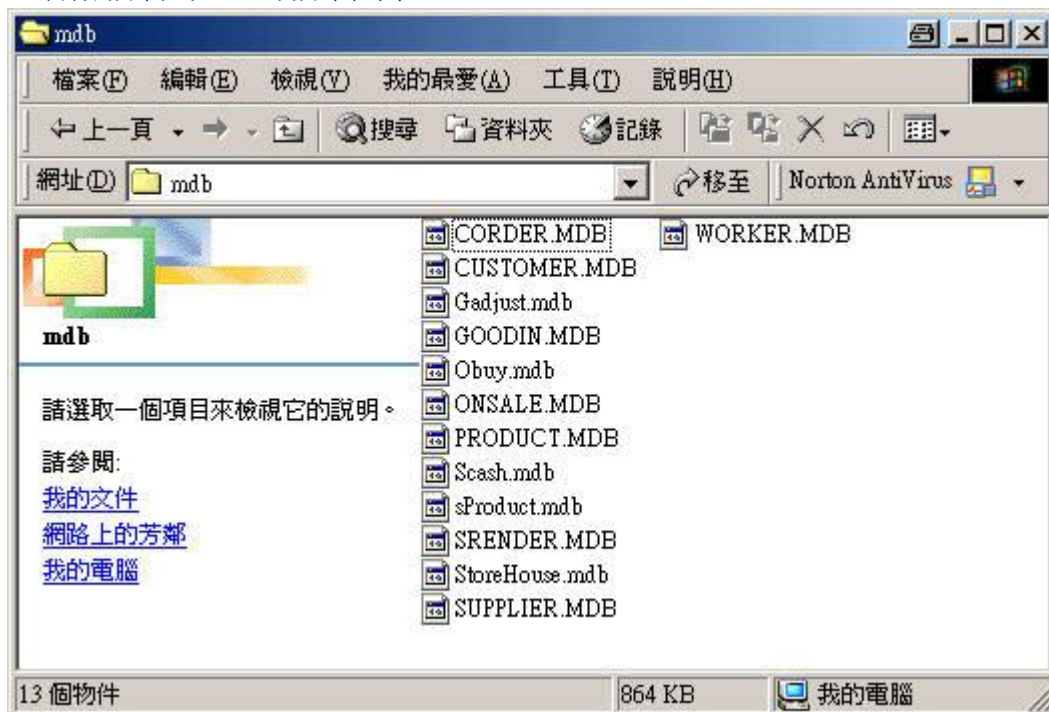 mdb
檔案(F) 編輯(E) 檢視(V) 我的最愛(A) 工具(T) 說明(H)
上一頁 搜尋 資料夾 記錄
網址(D) mdb 移至 Norton AntiVirus
mdb
請選取一個項目來檢視它的說明。
請參閱:
我的文件
網路上的芳鄰
我的電腦
CORDER.MDB
CUSTOMER.MDB
Gadjust.mdb
GOODIN.MDB
Obuy.mdb
ONSALE.MDB
PRODUCT.MDB
Scash.mdb
sProduct.mdb
SRENDER.MDB
StoreHouse.mdb
SUPPLIER.MDB
WORKER.MDB
13 個物件 864 KB 我的電腦